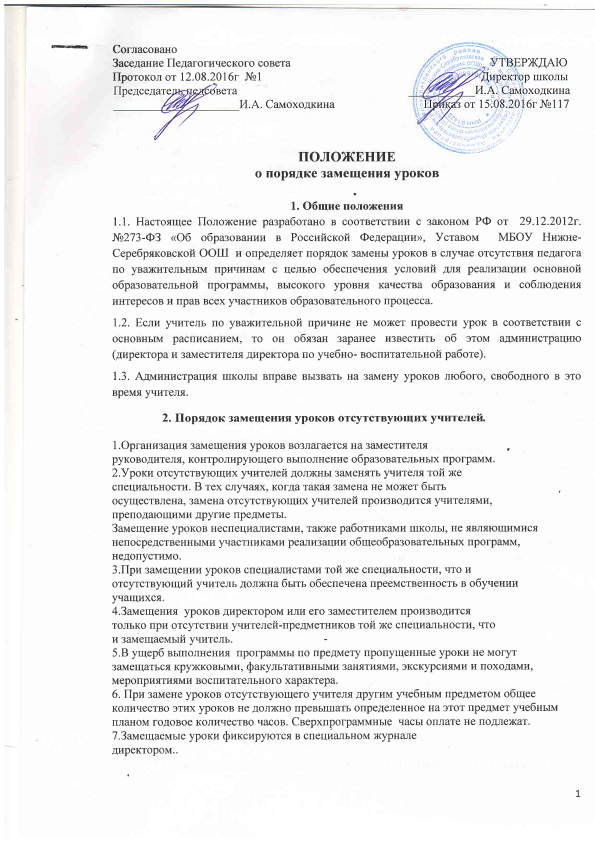 Согласовано
Заседание Педагогического совета УТВЕРЖДАЮ
Протокол от 12.08.2016г №1 Директор школы
Председатель педсовета И.А. Самоходкина
И.А. Самоходкина Приказ от 15.08.2016г №117
ПОЛОЖЕНИЕ
о порядке замещения уроков
1. Общие положения
1.1. Настоящее Положение разработано в соответствии с законом РФ от 29.12.2012г.
№273-ФЗ «Об образовании в Российской Федерации», Уставом МБОУ Нижне-
Серебряковской ООШ и определяет порядок замены уроков в случае отсутствия педагога
по уважительным причинам с целью обеспечения условий для реализации основной
образовательной программы, высокого уровня качества образования и соблюдения
интересов и прав всех участников образовательного процесса.
1.2. Если учитель по уважительной причине не может провести урок в соответствии с
основным расписанием, то он обязан заранее известить об этом администрацию
(директора и заместителя директора по учебно- воспитательной работе).
1.3. Администрация школы вправе вызвать на замену уроков любого, свободного в это
время учителя.
2. Порядок замещения уроков отсутствующих учителей.
1.Организация замещения уроков возлагается на заместителя
руководителя, контролирующего выполнение образовательных программ.
2.Уроки отсутствующих учителей должны заменять учителя той же
специальности. В тех случаях, когда такая замена не может быть
осуществлена, замена отсутствующих учителей производится учителями,
преподающими другие предметы.
Замещение уроков неспециалистами, также работниками школы, не являющимися
непосредственными участниками реализации общеобразовательных программ,
недопустимо.
3.При замещении уроков специалистами той же специальности, что и
отсутствующий учитель должна быть обеспечена преемственность в обучении
учащихся.
4.Замещения уроков директором или его заместителем производится
только при отсутствии учителей-предметников той же специальности, что
и замещаемый учитель.
5.В ущерб выполнения программы по предмету пропущенные уроки не могут
замещаться кружковыми, факультативными занятиями, экскурсиями и походами,
мероприятиями воспитательного характера.
6. При замене уроков отсутствующего учителя другим учебным предметом общее
количество этих уроков не должно превышать определенное на этот предмет учебным
планом годовое количество часов. Сверхпрограммные часы оплате не подлежат.
7.Замещаемые уроки фиксируются в специальном журнале
директором..
1